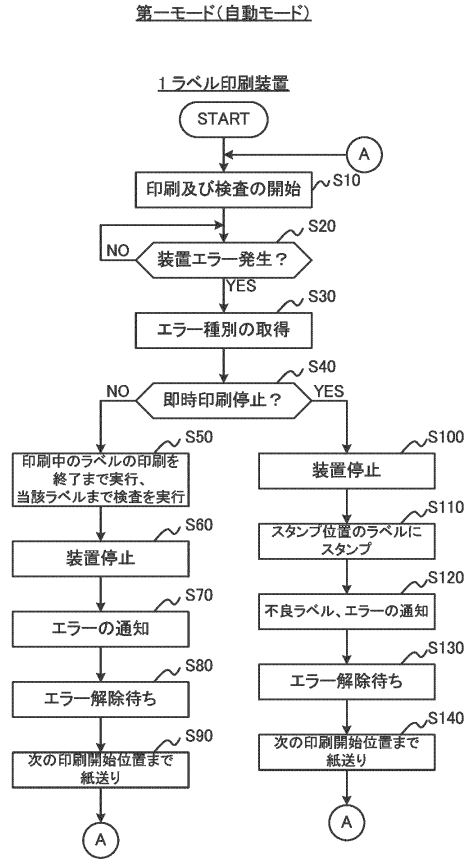 第一モード(自動モード)
1ラベル印刷装置
START
A
S10
印刷及び検査の開始
S20
NO
装置エラー発生?
YES
S30
エラー種別の取得
S40
NO
即時印刷停止?
YES
S50
印刷中のラベルの印刷を
終了まで実行、
当該ラベルまで検査を実行
S60
装置停止
S70
エラーの通知
S80
エラー解除待ち
S90
次の印刷開始位置まで
紙送り
A
S100
装置停止
S110
スタンプ位置のラベルに
スタンプ
S120
不良ラベル、エラーの通知
S130
エラー解除待ち
S140
次の印刷開始位置まで
紙送り
A